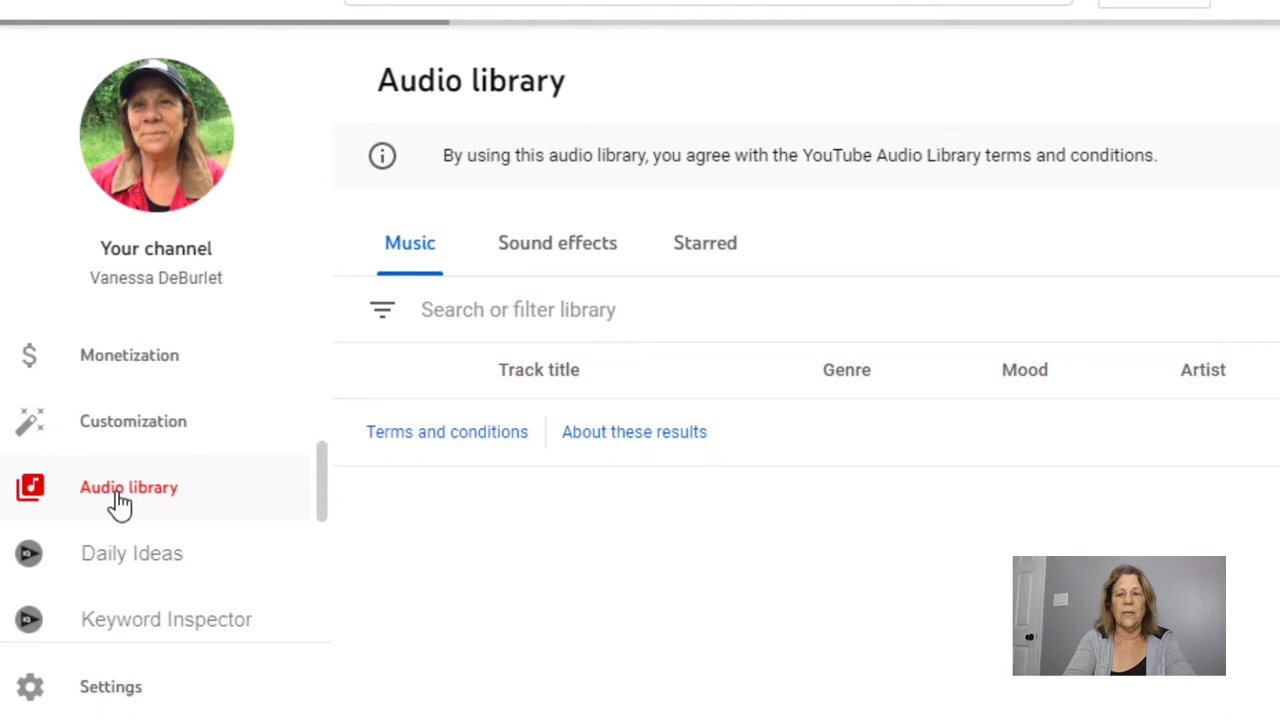 Audio library
By using this audio library, you agree with the YouTube Audio Library terms and conditions.
Your channel
Vanessa DeBurlet
Music
Sound effects
Starred
Search or filter library
Track title
Genre
Mood
Artist
Terms and conditions
About these results
Monetization
Customization
Audio library
Daily Ideas
Keyword Inspector
Settings